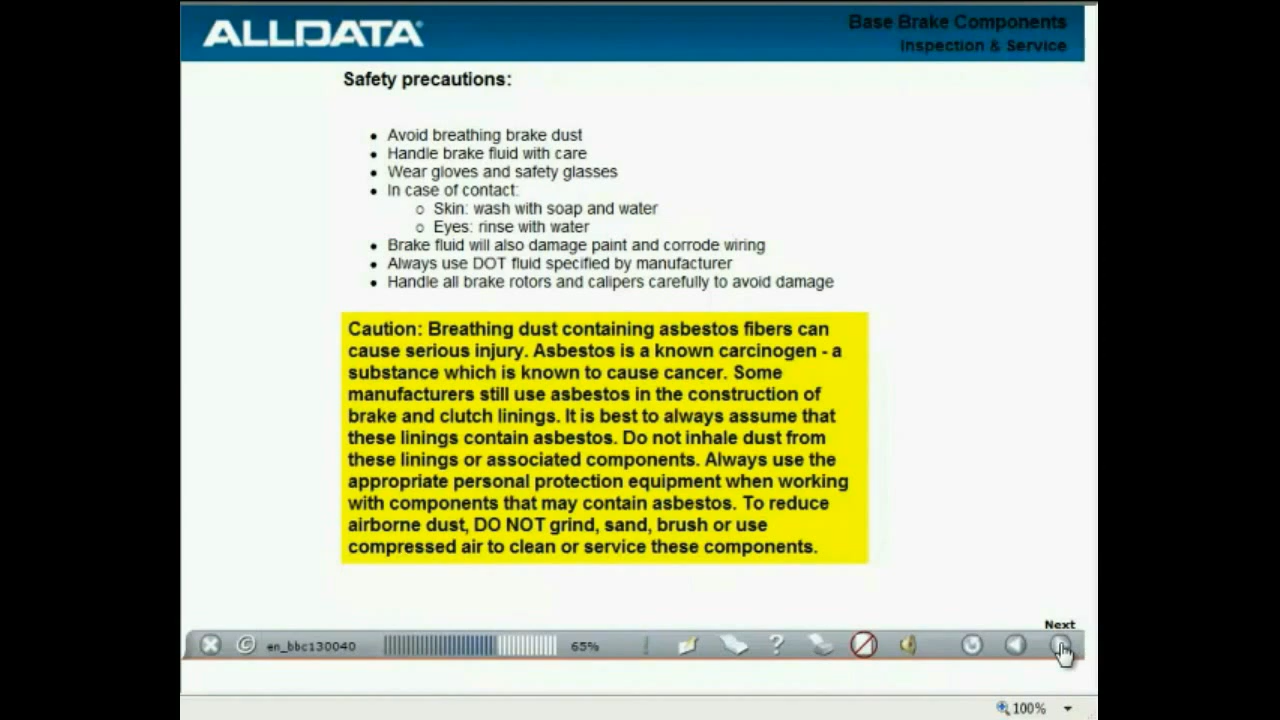 ALLDATA
Base Brake Components
Inspection & Service
Safety precautions:
• Avoid breathing brake dust
• Handle brake fluid with care
• Wear gloves and safety glasses
• In case of contact:
o Skin: wash with soap and water
o Eyes: rinse with water
• Brake fluid will also damage paint and corrode wiring
• Always use DOT fluid specified by manufacturer
• Handle all brake rotors and calipers carefully to avoid damage
Caution: Breathing dust containing asbestos fibers can
cause serious injury. Asbestos is a known carcinogen - a
substance which is known to cause cancer. Some
manufacturers still use asbestos in the construction of
brake and clutch linings. It is best to always assume that
these linings contain asbestos. Do not inhale dust from
these linings or associated components. Always use the
appropriate personal protection equipment when working
with components that may contain asbestos. To reduce
airborne dust, DO NOT grind, sand, brush or use
compressed air to clean or service these components.
Next
© en_bbc130040 65% ! ?
100%